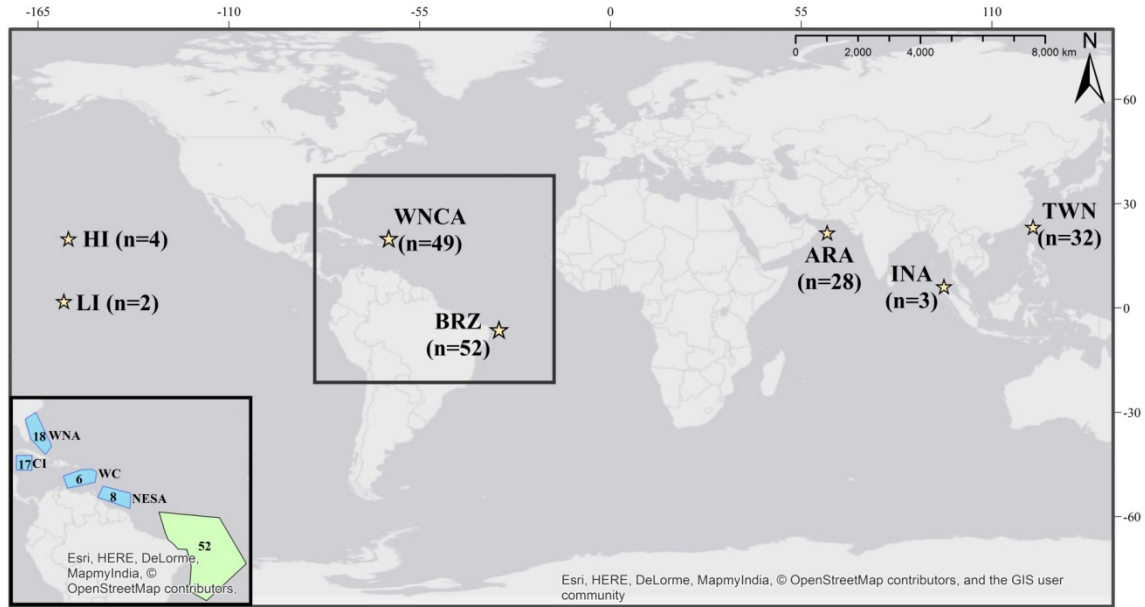 -165 -110 -55 0 55 110
0 2,000 4,000 8,000 km
N
60
30
0
-30
-60
HI (n=4)
LI (n=2)
WNCA
(n=49)
BRZ
(n=52)
ARA
(n=28)
INA
(n=3)
TWN
(n=32)
18 WNA
17 CI
6 WC
8 NESA
52
Esri, HERE, DeLorme,
MapmyIndia, ©
OpenStreetMap contributors,
Esri, HERE, DeLorme, MapmyIndia, © OpenStreetMap contributors, and the GIS user
community